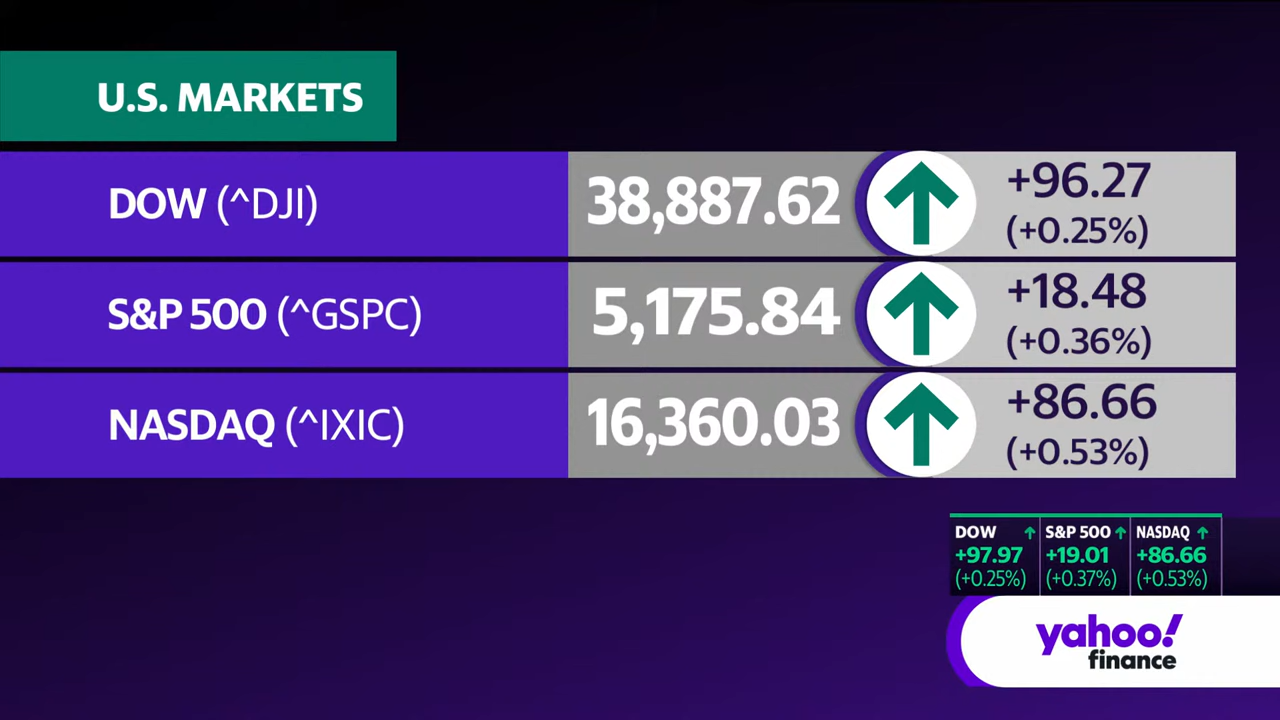 U.S. MARKETS
DOW (^DJI) 38,887.62 +96.27
(+0.25%)
S&P 500 (^GSPC) 5,175.84 +18.48
(+0.36%)
NASDAQ (^IXIC) 16,360.03 +86.66
(+0.53%)
DOW S&P 500 NASDAQ
+97.97 +19.01 +86.66
(+0.25%) (+0.37%) (+0.53%)
yahoo!
finance